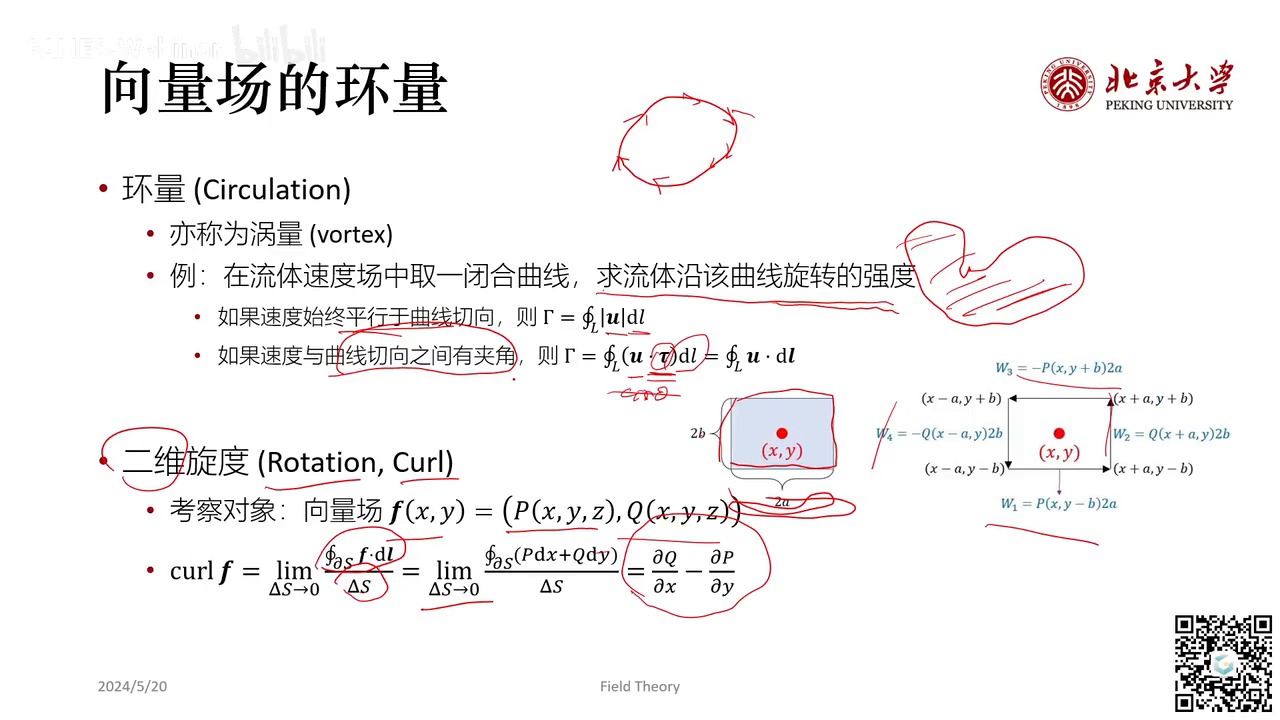 bilibili
向量场的环量
北京大学
PEKING UNIVERSITY
• 环量 (Circulation)
• 亦称为涡量 (vortex)
• 例：在流体速度场中取一闭合曲线，求流体沿该曲线旋转的强度
• 如果速度始终平行于曲线切向，则 Γ = ∮_L |u|dl
• 如果速度与曲线切向之间有夹角，则 Γ = ∮_L (u · τ)dl = ∮_L u · dl
cosθ
2b
(x, y)
2a
W₃ = −P(x, y + b)2a
(x − a, y + b)
(x + a, y + b)
W₄ = −Q(x − a, y)2b
(x, y)
W₂ = Q(x + a, y)2b
(x − a, y − b)
(x + a, y − b)
W₁ = P(x, y − b)2a
• 二维旋度 (Rotation, Curl)
• 考察对象：向量场 f(x, y) = (P(x, y, z), Q(x, y, z))
• curl f = lim_{ΔS→0} ∮_{∂S} f·dl / ΔS = lim_{ΔS→0} ∮_{∂S}(Pdx+Qdy) / ΔS = ∂Q/∂x − ∂P/∂y
2024/5/20
Field Theory